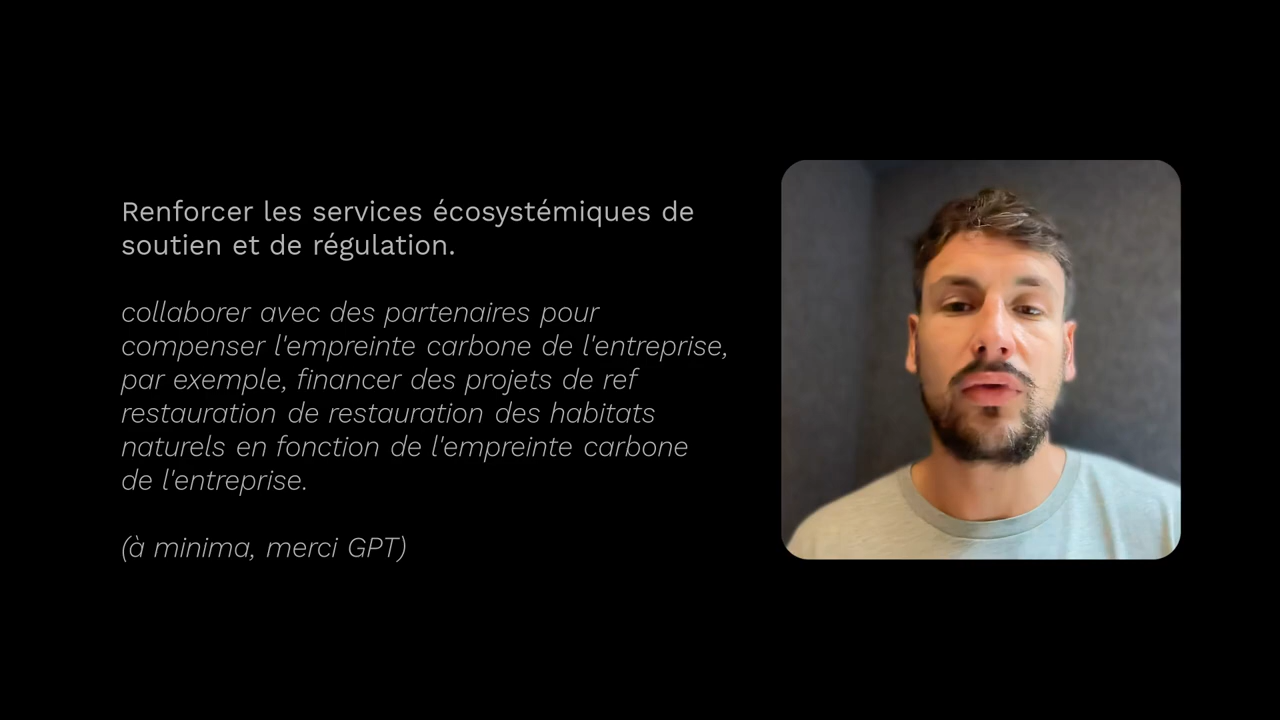 Renforcer les services écosystémiques de
soutien et de régulation.
collaborer avec des partenaires pour
compenser l'empreinte carbone de l'entreprise,
par exemple, financer des projets de ref
restauration de restauration des habitats
naturels en fonction de l'empreinte carbone
de l'entreprise.
(à minima, merci GPT)